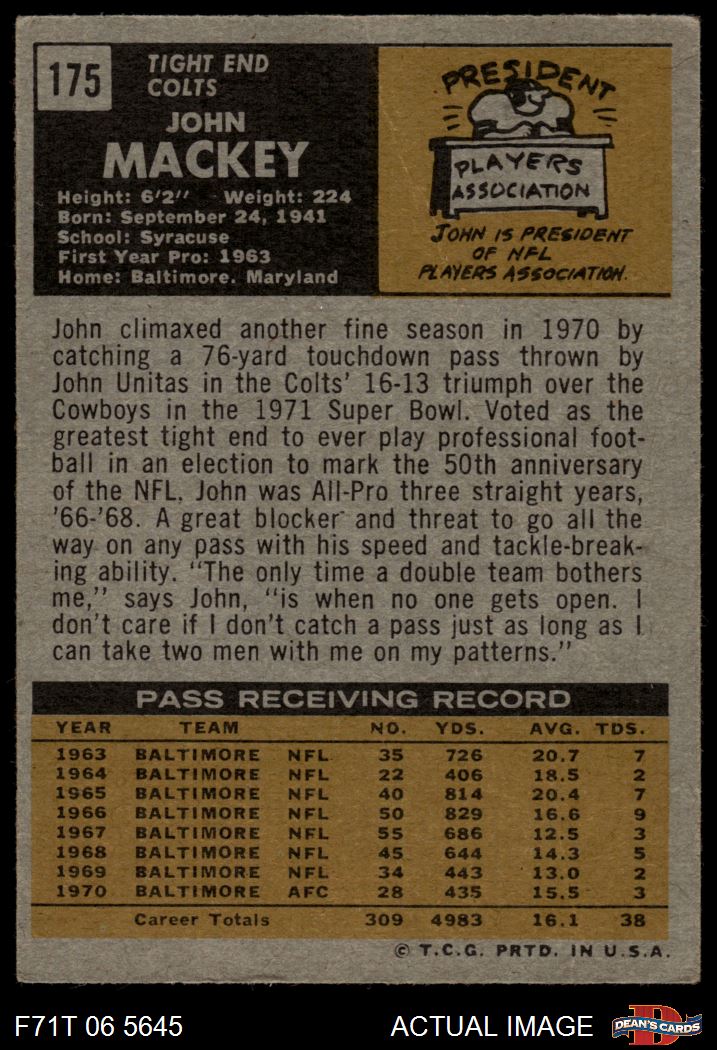 175
TIGHT END
COLTS
JOHN
MACKEY
Height: 6'2" Weight: 224
Born: September 24, 1941
School: Syracuse
First Year Pro: 1963
Home: Baltimore, Maryland
PRESIDENT
PLAYERS
ASSOCIATION
JOHN IS PRESIDENT
OF NFL
PLAYERS ASSOCIATION.
John climaxed another fine season in 1970 by
catching a 76-yard touchdown pass thrown by
John Unitas in the Colts' 16-13 triumph over the
Cowboys in the 1971 Super Bowl. Voted as the
greatest tight end to ever play professional foot-
ball in an election to mark the 50th anniversary
of the NFL, John was All-Pro three straight years,
'66-'68. A great blocker and threat to go all the
way on any pass with his speed and tackle-break-
ing ability. "The only time a double team bothers
me," says John, "is when no one gets open. I
don't care if I don't catch a pass just as long as I
can take two men with me on my patterns."
PASS RECEIVING RECORD
YEAR TEAM NO. YDS. AVG. TDS.
1963 BALTIMORE NFL 35 726 20.7 7
1964 BALTIMORE NFL 22 406 18.5 2
1965 BALTIMORE NFL 40 814 20.4 7
1966 BALTIMORE NFL 50 829 16.6 9
1967 BALTIMORE NFL 55 686 12.5 3
1968 BALTIMORE NFL 45 644 14.3 5
1969 BALTIMORE NFL 34 443 13.0 2
1970 BALTIMORE AFC 28 435 15.5 3
Career Totals 309 4983 16.1 38
© T.C.G. PRTD. IN U.S.A.
F71T 06 5645 ACTUAL IMAGE D DEAN'S CARDS